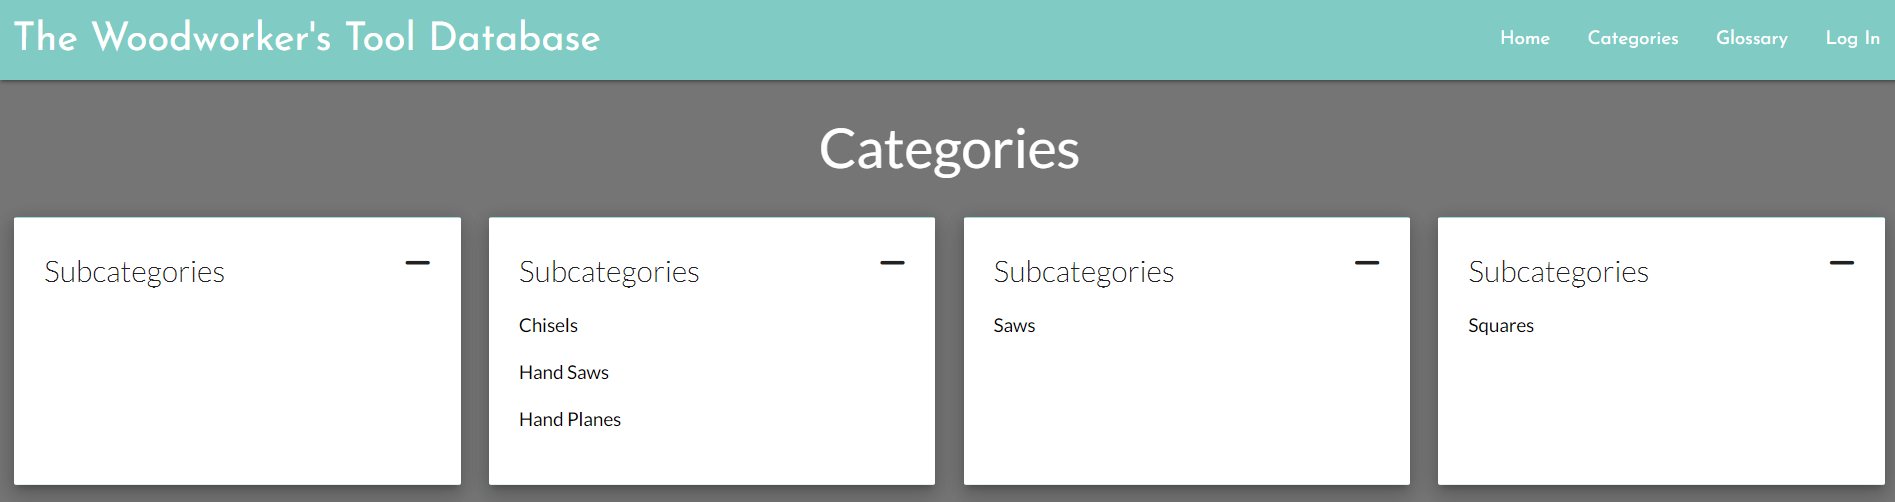 The Woodworker's Tool Database
Home Categories Glossary Log In
Categories
Subcategories
Subcategories
Chisels
Hand Saws
Hand Planes
Subcategories
Saws
Subcategories
Squares